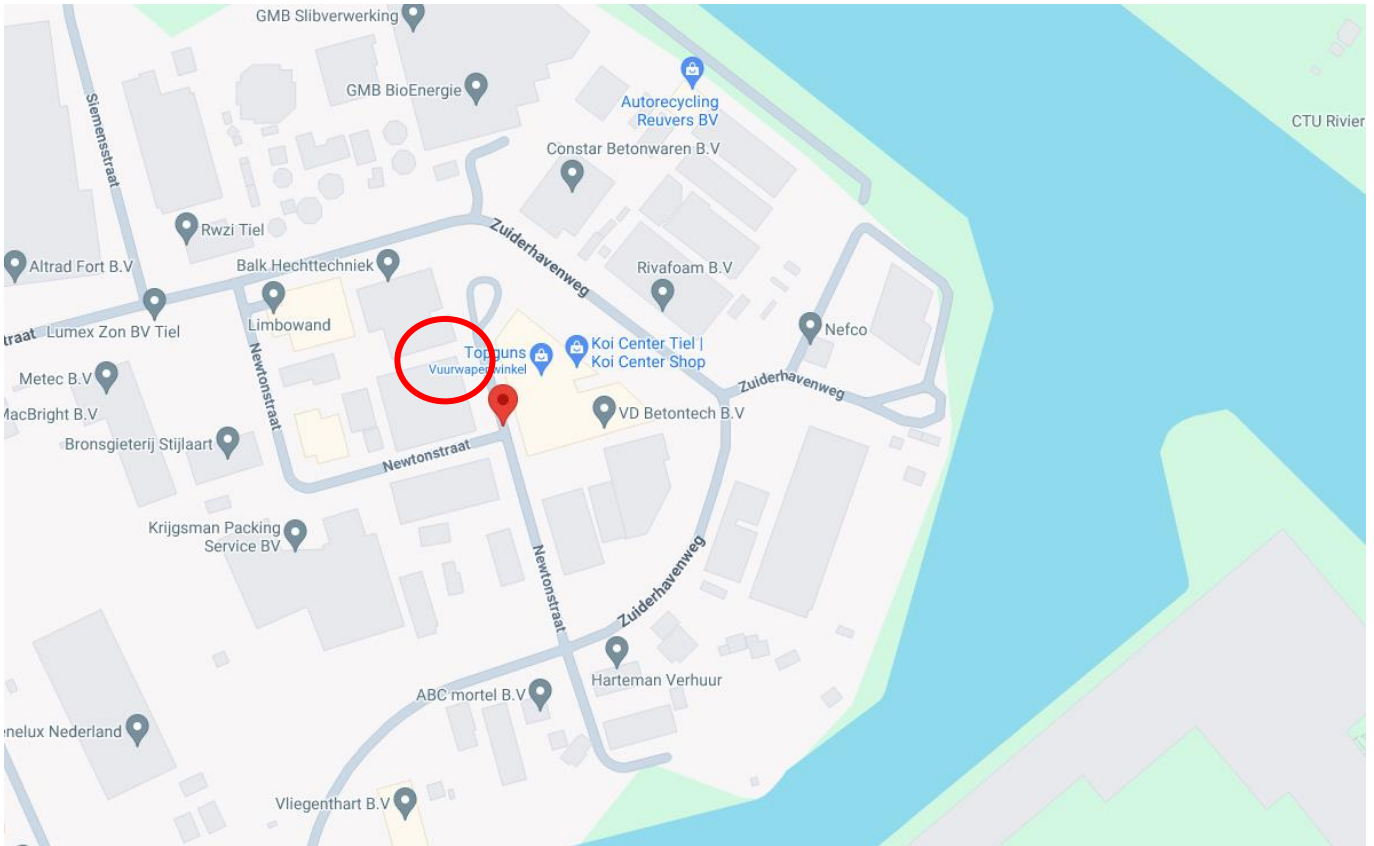 GMB Slibverwerking
GMB BioEnergie
Autorecycling
Reuvers BV
CTU Rivier
Siemensstraat
Constar Betonwaren B.V
Rwzi Tiel
Zuiderhavenweg
Altrad Fort B.V
Balk Hechttechniek
Rivafoam B.V
traat
Lumex Zon BV Tiel
Limbowand
Nefco
Koi Center Tiel |
Koi Center Shop
Topguns
Vuurwapenwinkel
Metec B.V
Newtonstraat
Zuiderhavenweg
MacBright B.V
VD Betontech B.V
Bronsgieterij Stijlaart
Newtonstraat
Krijgsman Packing
Service BV
Newtonstraat
Zuiderhavenweg
Harteman Verhuur
ABC mortel B.V
enelux Nederland
Vliegenthart B.V